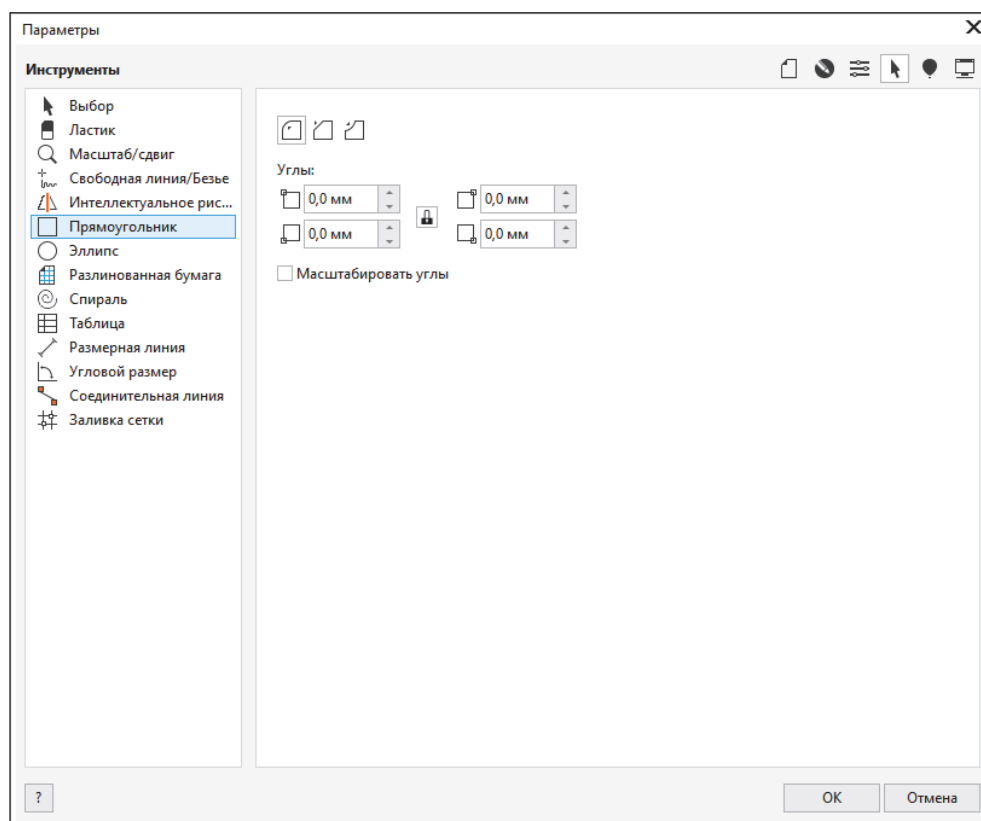 Параметры
Инструменты
Выбор
Ластик
Масштаб/сдвиг
Свободная линия/Безье
Интеллектуальное рис...
Прямоугольник
Эллипс
Разлинованная бумага
Спираль
Таблица
Размерная линия
Угловой размер
Соединительная линия
Заливка сетки
Углы:
0,0 мм 0,0 мм
0,0 мм 0,0 мм
Масштабировать углы
? ОК Отмена